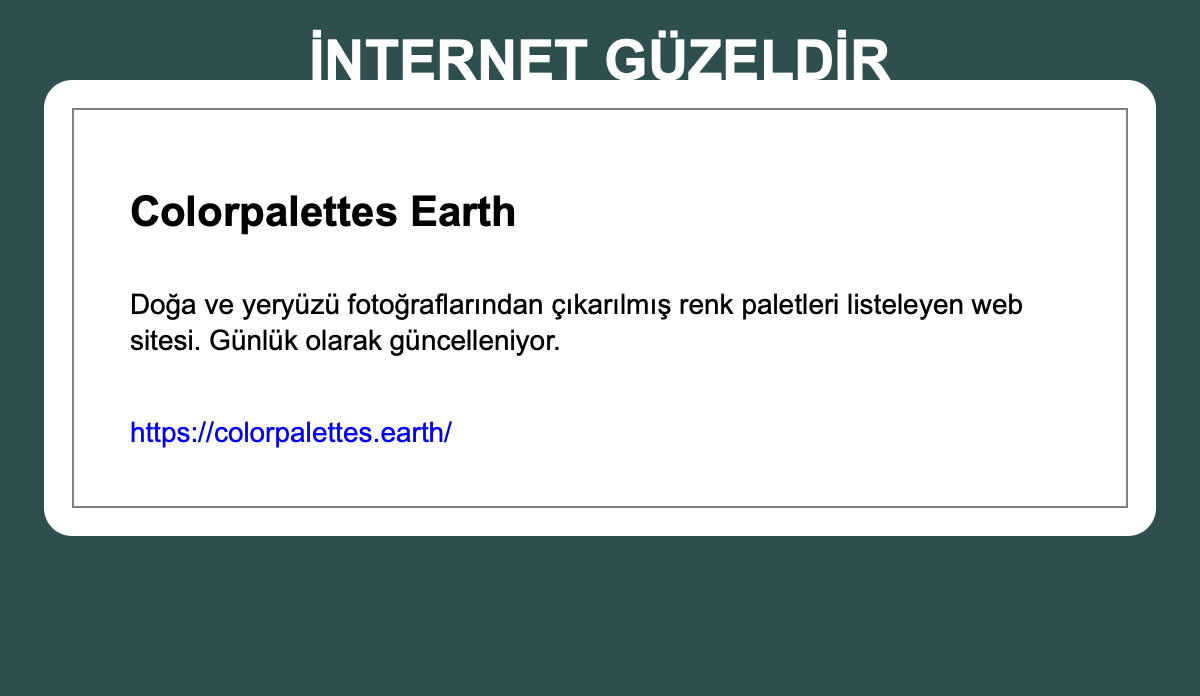 İNTERNET GÜZELDİR
Colorpalettes Earth
Doğa ve yeryüzü fotoğraflarından çıkarılmış renk paletleri listeleyen web
sitesi. Günlük olarak güncelleniyor.
https://colorpalettes.earth/